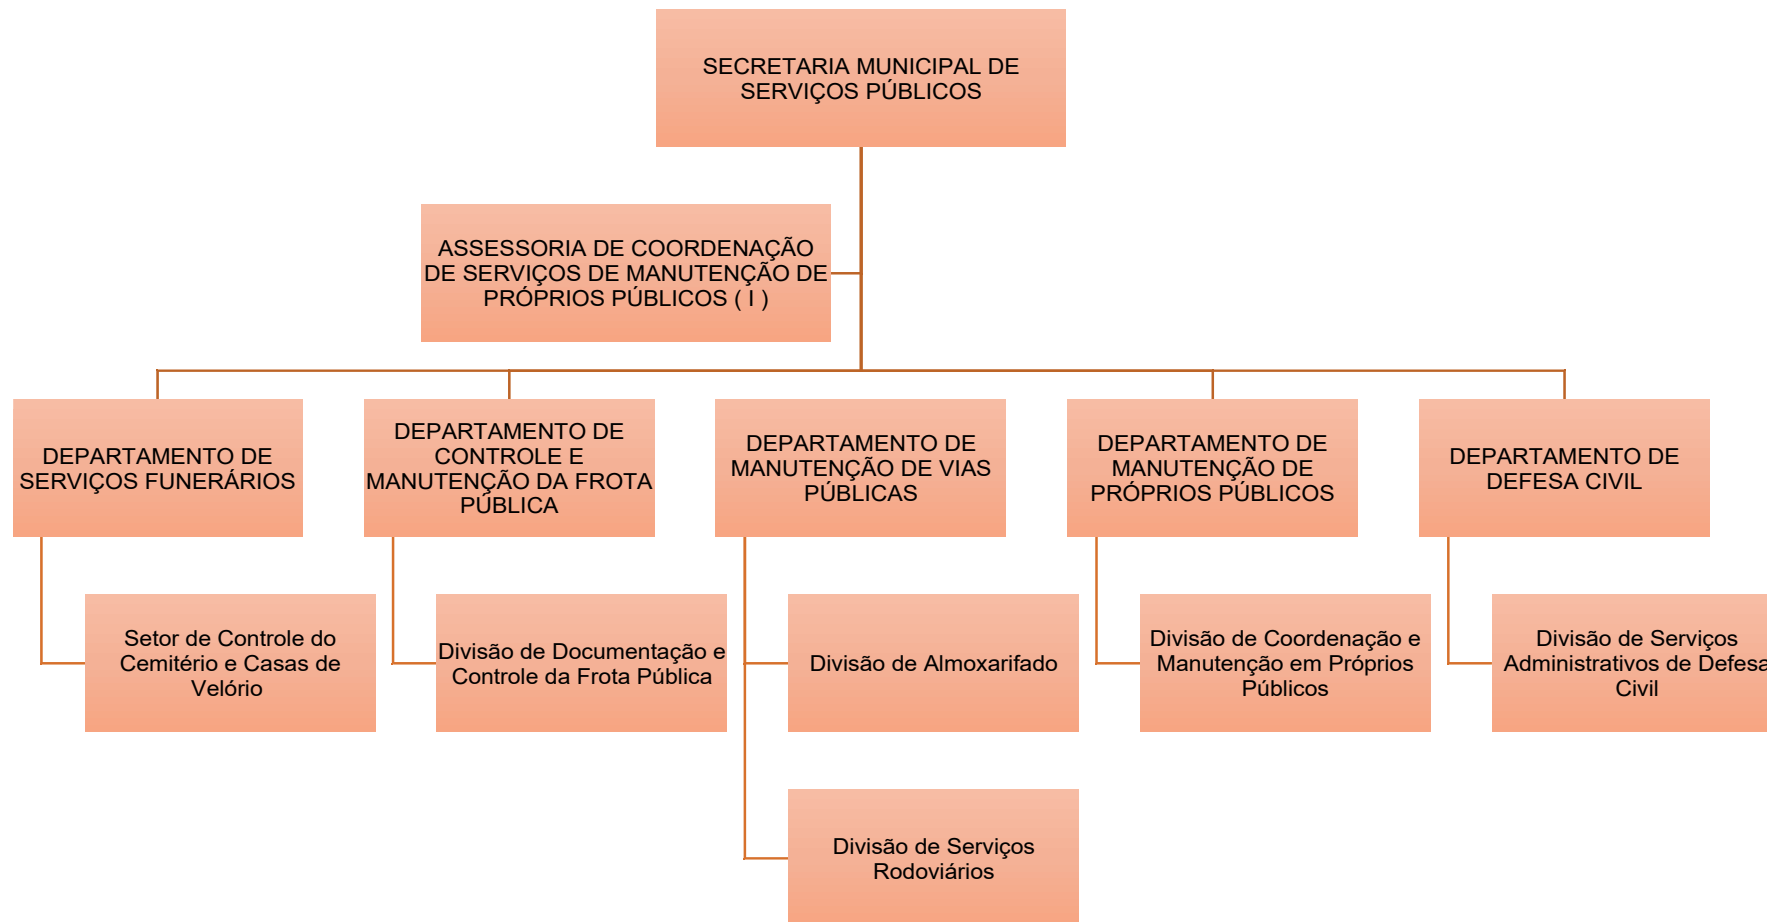 SECRETARIA MUNICIPAL DE
SERVIÇOS PÚBLICOS
ASSESSORIA DE COORDENAÇÃO
DE SERVIÇOS DE MANUTENÇÃO DE
PRÓPRIOS PÚBLICOS ( I )
DEPARTAMENTO DE
SERVIÇOS FUNERÁRIOS
DEPARTAMENTO DE
CONTROLE E
MANUTENÇÃO DA FROTA
PÚBLICA
DEPARTAMENTO DE
MANUTENÇÃO DE VIAS
PÚBLICAS
DEPARTAMENTO DE
MANUTENÇÃO DE
PRÓPRIOS PÚBLICOS
DEPARTAMENTO DE
DEFESA CIVIL
Setor de Controle do
Cemitério e Casas de
Velório
Divisão de Documentação e
Controle da Frota Pública
Divisão de Almoxarifado
Divisão de Coordenação e
Manutenção em Próprios
Públicos
Divisão de Serviços
Administrativos de Defesa
Civil
Divisão de Serviços
Rodoviários